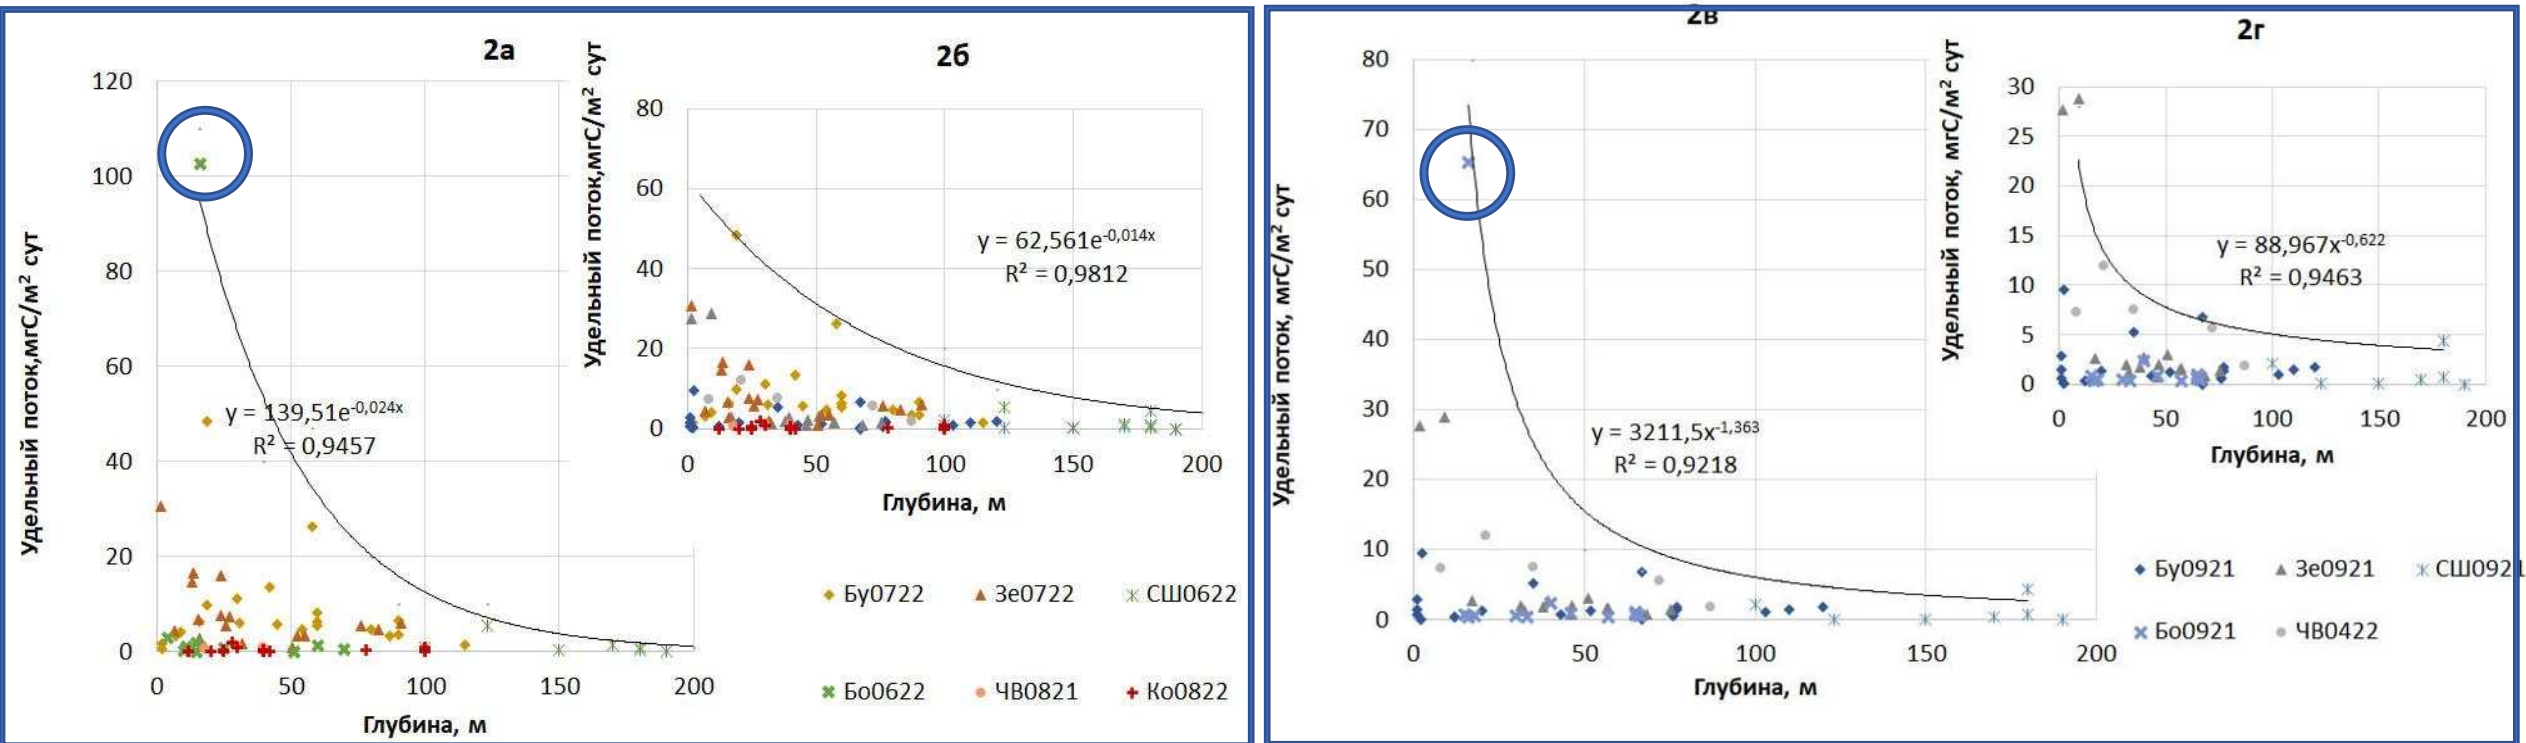 2а
Удельный поток,мгС/м² сут
120
100
80
60
40
20
0
y = 139,51e^-0,024x
R² = 0,9457
0 50 100 150 200
Глубина, м
2б
Удельный поток,мгС/м² сут
80
60
40
20
0
y = 62,561e^-0,014x
R² = 0,9812
0 50 100 150 200
Глубина, м
Бу0722 Зе0722 СШ0622
Бо0622 ЧВ0821 Ко0822
2в
Удельный поток, мгС/м² сут
80
70
60
50
40
30
20
10
0
y = 3211,5x^-1,363
R² = 0,9218
0 50 100 150 200
Глубина, м
2г
Удельный поток, мгС/м² сут
30
25
20
15
10
5
0
y = 88,967x^-0,622
R² = 0,9463
0 50 100 150 200
Глубина, м
Бу0921 Зе0921 СШ0921
Бо0921 ЧВ0422